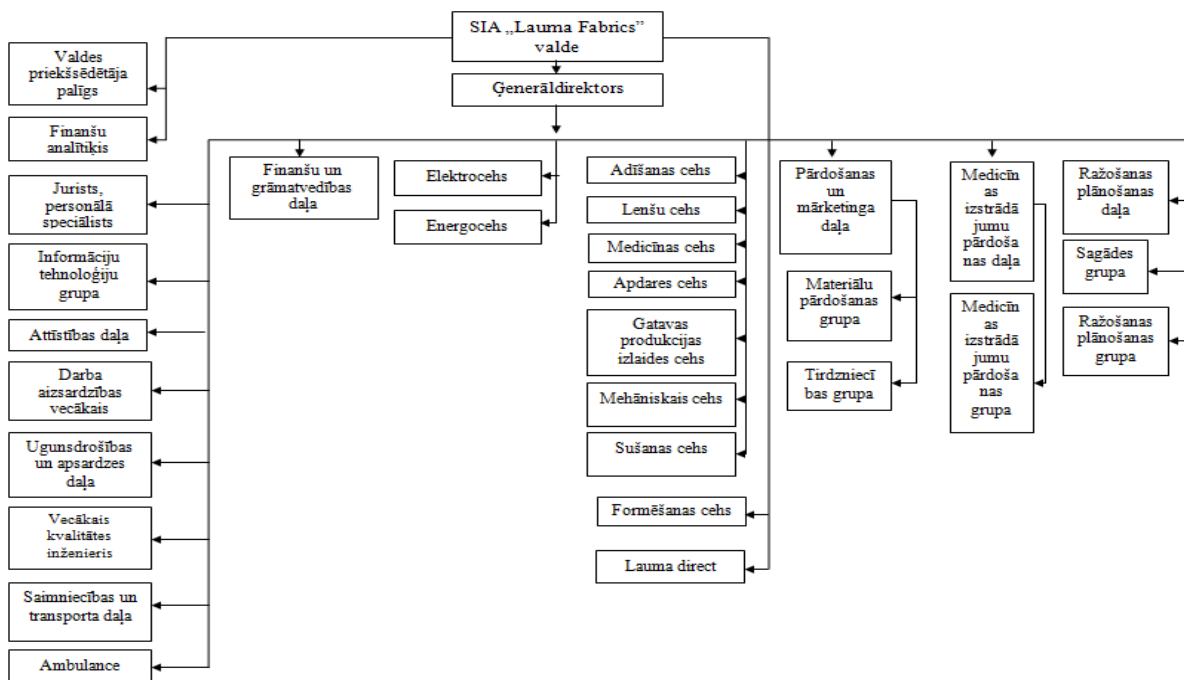 SIA „Lauma Fabrics”
valde
Ģenerāldirektors
Valdes
priekšsēdētāja
palīgs
Finanšu
analītiķis
Jurists,
personālā
speciālists
Informāciju
tehnoloģiju
grupa
Attīstības daļa
Darba
aizsardzības
vecākais
Ugunsdrošības
un apsardzes
daļa
Vecākais
kvalitātes
inženieris
Saimniecības un
transporta daļa
Ambulance
Finanšu un
grāmatvedības
daļa
Elektrocehs
Energocehs
Adīšanas cehs
Lenšu cehs
Medicīnas cehs
Apdares cehs
Gatavas
produkcijas
izlaides cehs
Mehāniskais cehs
Sušanas cehs
Formēšanas cehs
Lauma direct
Pārdošanas
un
mārketinga
daļa
Materiālu
pārdošanas
grupa
Tirdzniecī
bas grupa
Medicīn
as
izstrādā
jumu
pārdoša
nas daļa
Medicīn
as
izstrādā
jumu
pārdoša
nas
grupa
Ražošanas
plānošanas
daļa
Sagādes
grupa
Ražošanas
plānošanas
grupa